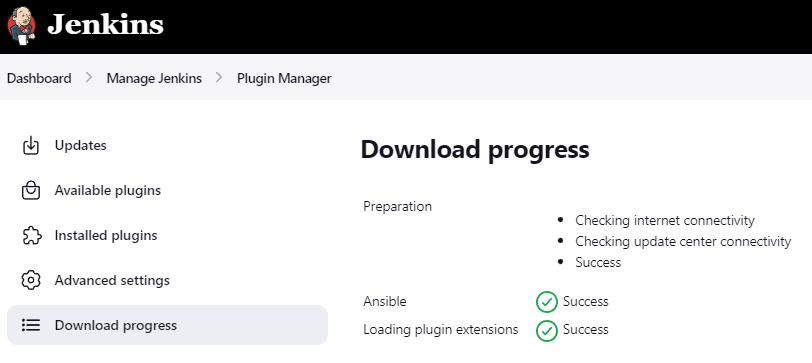 Jenkins
Dashboard > Manage Jenkins > Plugin Manager
Updates
Available plugins
Installed plugins
Advanced settings
Download progress
Download progress
Preparation
• Checking internet connectivity
• Checking update center connectivity
• Success
Ansible Success
Loading plugin extensions Success